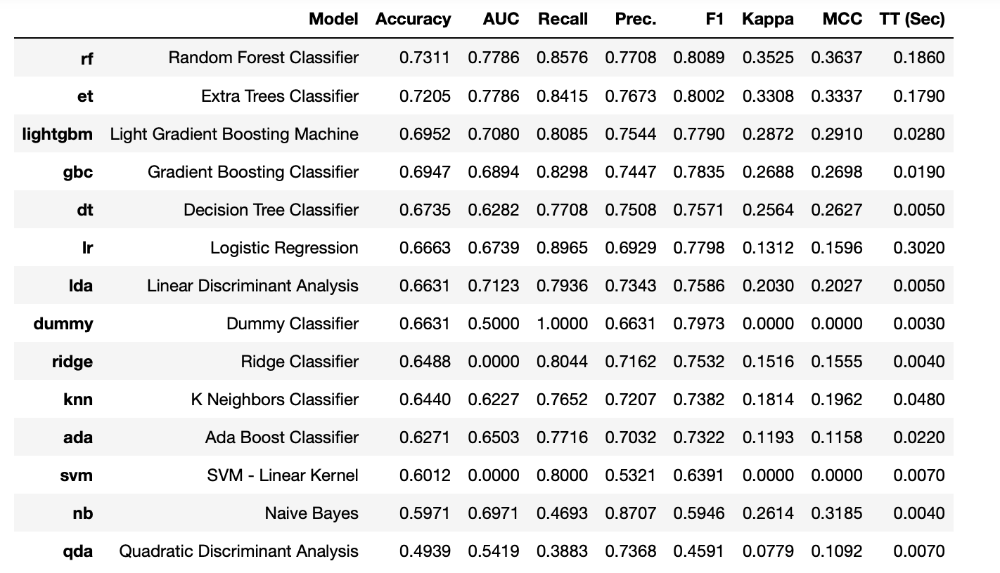 Model Accuracy AUC Recall Prec. F1 Kappa MCC TT (Sec)
rf Random Forest Classifier 0.7311 0.7786 0.8576 0.7708 0.8089 0.3525 0.3637 0.1860
et Extra Trees Classifier 0.7205 0.7786 0.8415 0.7673 0.8002 0.3308 0.3337 0.1790
lightgbm Light Gradient Boosting Machine 0.6952 0.7080 0.8085 0.7544 0.7790 0.2872 0.2910 0.0280
gbc Gradient Boosting Classifier 0.6947 0.6894 0.8298 0.7447 0.7835 0.2688 0.2698 0.0190
dt Decision Tree Classifier 0.6735 0.6282 0.7708 0.7508 0.7571 0.2564 0.2627 0.0050
lr Logistic Regression 0.6663 0.6739 0.8965 0.6929 0.7798 0.1312 0.1596 0.3020
lda Linear Discriminant Analysis 0.6631 0.7123 0.7936 0.7343 0.7586 0.2030 0.2027 0.0050
dummy Dummy Classifier 0.6631 0.5000 1.0000 0.6631 0.7973 0.0000 0.0000 0.0030
ridge Ridge Classifier 0.6488 0.0000 0.8044 0.7162 0.7532 0.1516 0.1555 0.0040
knn K Neighbors Classifier 0.6440 0.6227 0.7652 0.7207 0.7382 0.1814 0.1962 0.0480
ada Ada Boost Classifier 0.6271 0.6503 0.7716 0.7032 0.7322 0.1193 0.1158 0.0220
svm SVM - Linear Kernel 0.6012 0.0000 0.8000 0.5321 0.6391 0.0000 0.0000 0.0070
nb Naive Bayes 0.5971 0.6971 0.4693 0.8707 0.5946 0.2614 0.3185 0.0040
qda Quadratic Discriminant Analysis 0.4939 0.5419 0.3883 0.7368 0.4591 0.0779 0.1092 0.0070